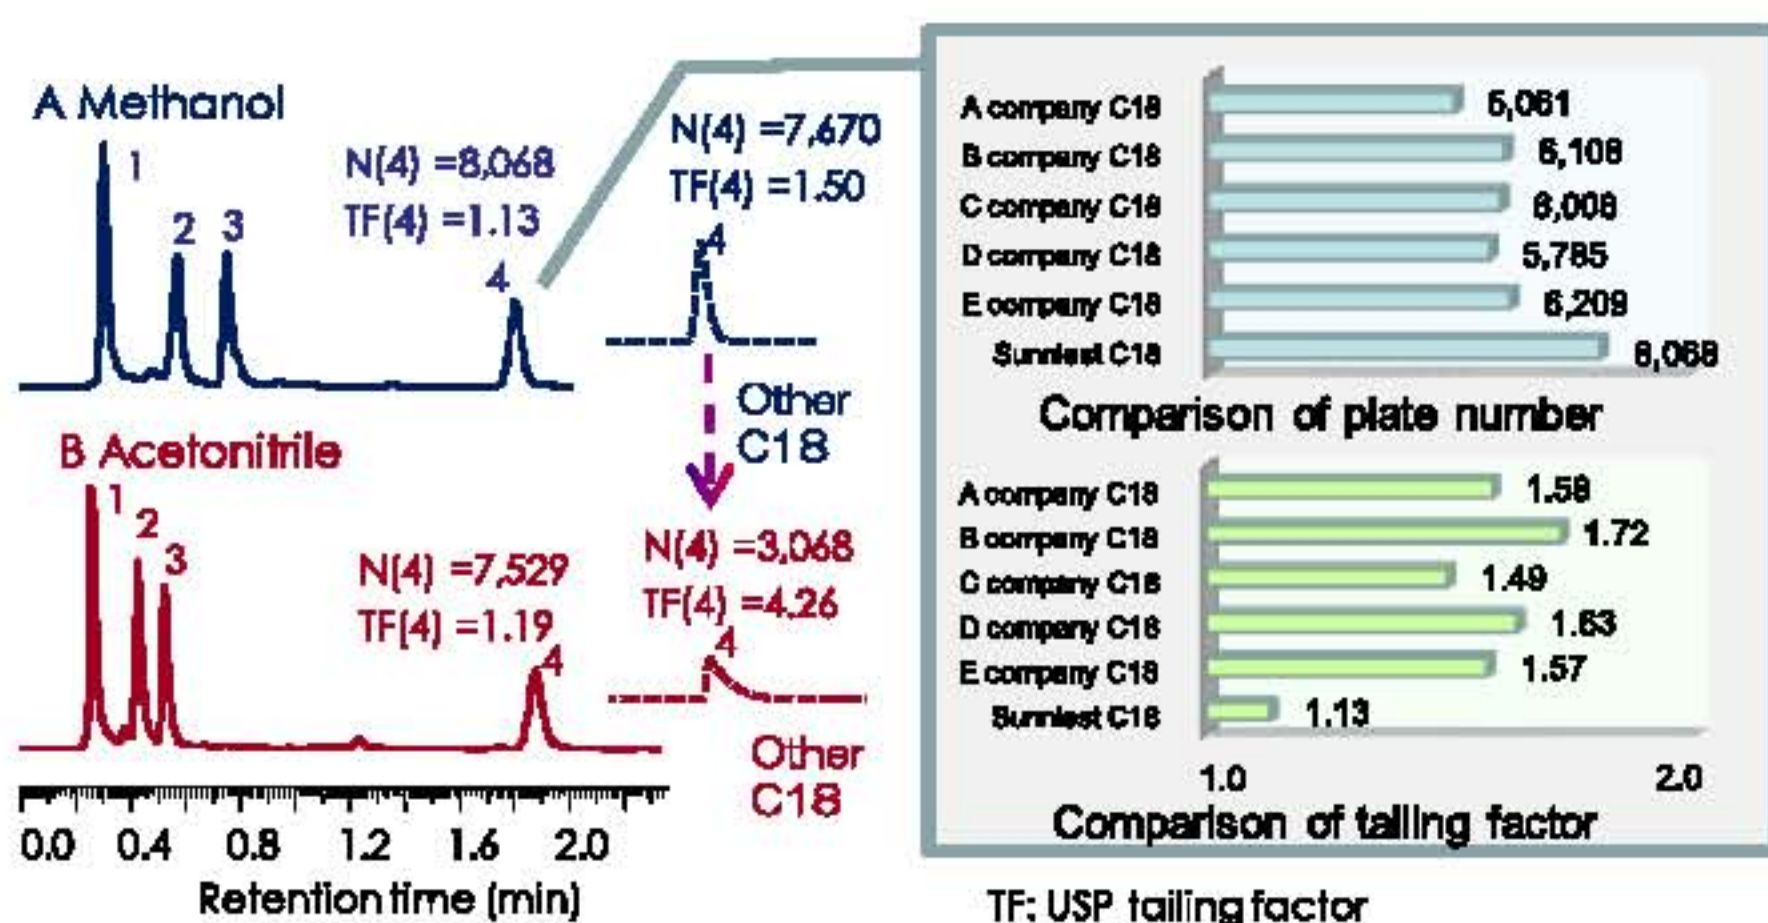 A Methanol
1
2
3
N(4) =8,068
TF(4) =1.13
4
N(4) =7,670
TF(4) =1.50
4
Other
C18
B Acetonitrile
1
2
3
N(4) =7,529
TF(4) =1.19
4
N(4) =3,068
TF(4) =4.26
4
Other
C18
0.0 0.4 0.8 1.2 1.6 2.0
Retention time (min)
A company C18 5,061
B company C18 6,108
C company C18 6,008
D company C18 5,785
E company C18 6,209
Sunniest C18 8,068
Comparison of plate number
A company C18 1.58
B company C18 1.72
C company C18 1.49
D company C18 1.63
E company C18 1.57
Sunniest C18 1.13
1.0 2.0
Comparison of tailing factor
TF: USP tailing factor